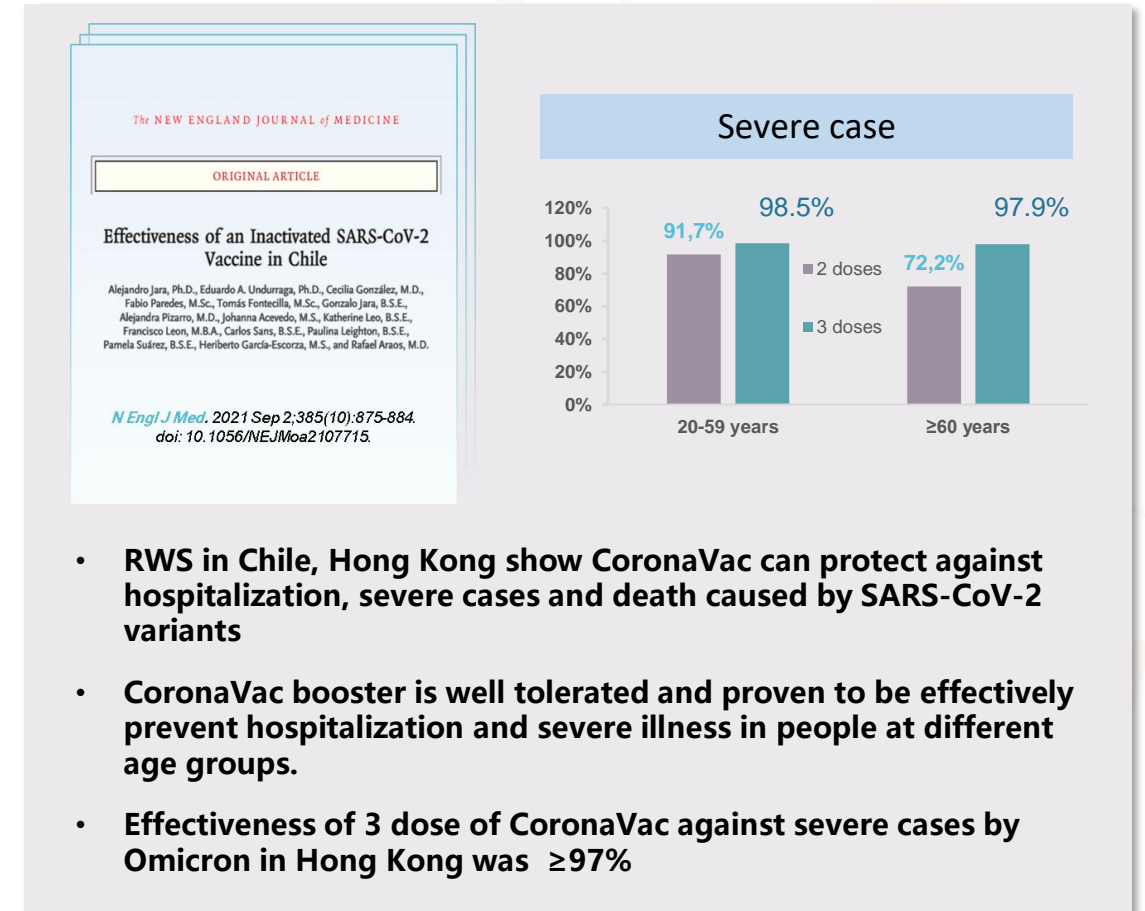 The NEW ENGLAND JOURNAL of MEDICINE
ORIGINAL ARTICLE
Effectiveness of an Inactivated SARS-CoV-2
Vaccine in Chile
Alejandro Jara, Ph.D., Eduardo A. Undurraga, Ph.D., Cecilia González, M.D.,
Fabio Paredes, M.Sc., Tomás Fontecilla, M.Sc., Gonzalo Jara, B.S.E.,
Alejandra Pizarro, M.D., Johanna Acevedo, M.S., Katherine Leo, B.S.E.,
Francisco Leon, M.B.A., Carlos Sans, B.S.E., Paulina Leighton, B.S.E.,
Pamela Suárez, B.S.E., Heriberto García-Escorza, M.S., and Rafael Araos, M.D.
N Engl J Med. 2021 Sep 2;385(10):875-884.
doi: 10.1056/NEJMoa2107715.
Severe case
120%
100%
80%
60%
40%
20%
0%
91,7%
98.5%
72,2%
97.9%
2 doses
3 doses
20-59 years
≥60 years
• RWS in Chile, Hong Kong show CoronaVac can protect against
hospitalization, severe cases and death caused by SARS-CoV-2
variants
• CoronaVac booster is well tolerated and proven to be effectively
prevent hospitalization and severe illness in people at different
age groups.
• Effectiveness of 3 dose of CoronaVac against severe cases by
Omicron in Hong Kong was ≥97%